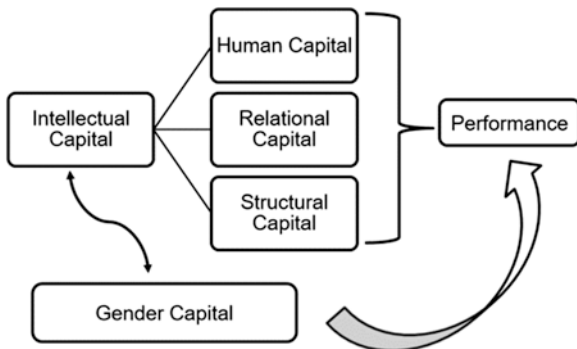 Human Capital
Intellectual
Capital
Relational
Capital
Performance
Structural
Capital
Gender Capital